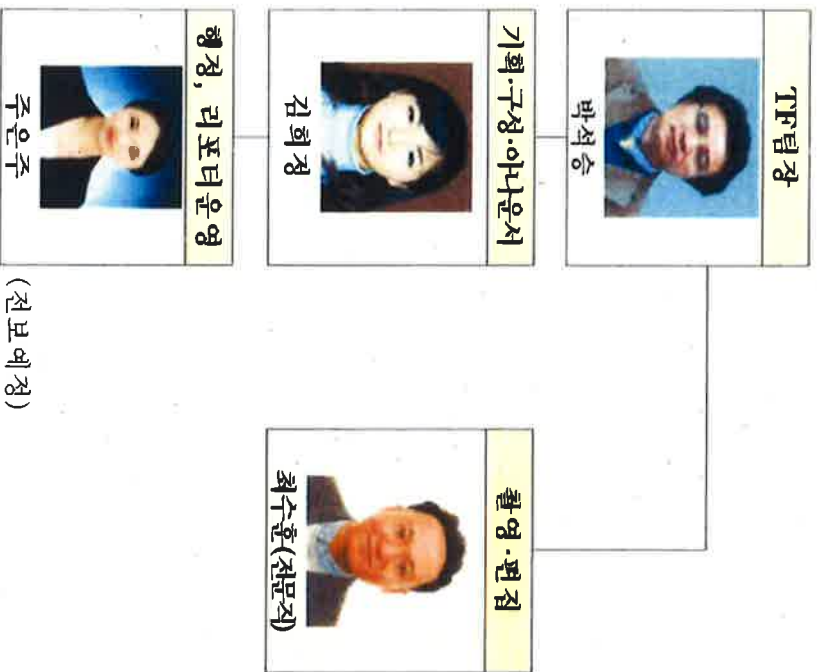 TF팀장
박석승
기획·구성·아나운서
김희정
행정, 리포터운영
주은주
(전보예정)
촬영·편집
최수훈(전문직)